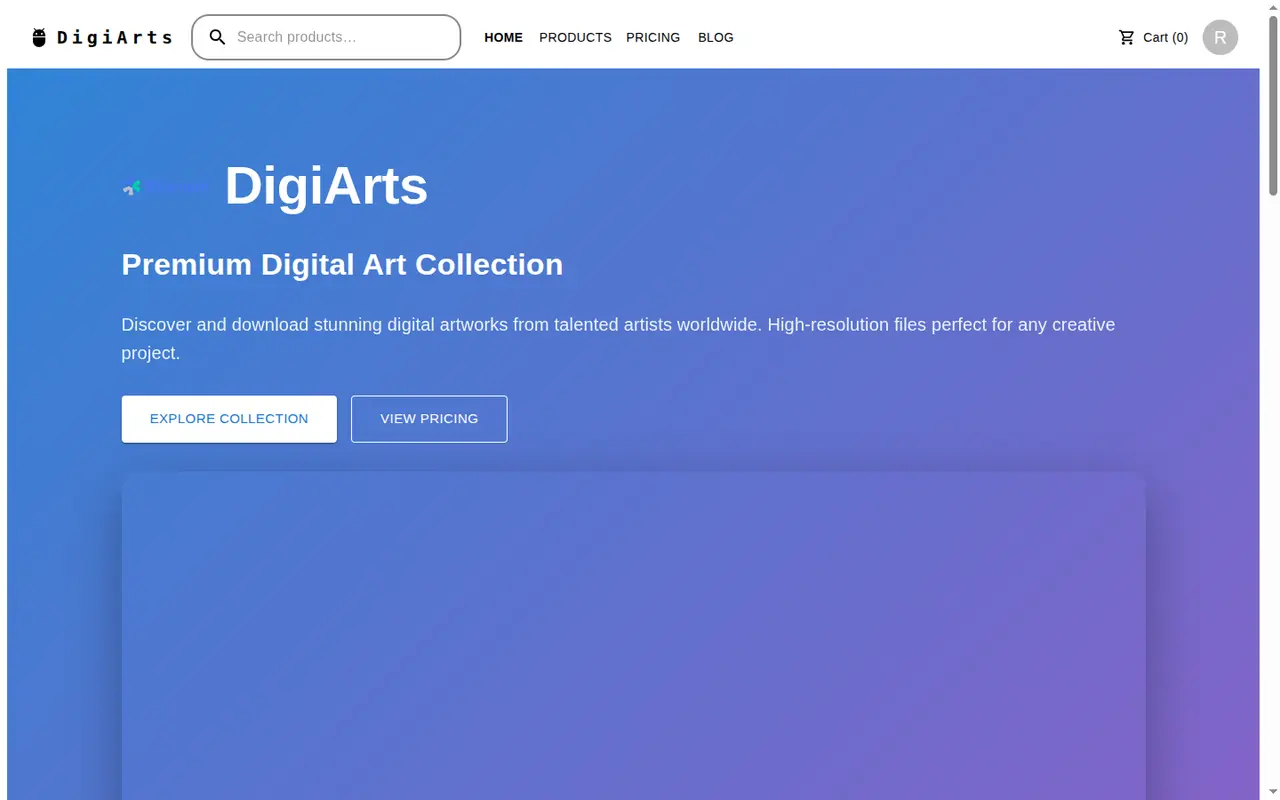 DigiArts
Search products…
HOME
PRODUCTS
PRICING
BLOG
Cart (0)
R
DigiArts
Premium Digital Art Collection
Discover and download stunning digital artworks from talented artists worldwide. High-resolution files perfect for any creative
project.
EXPLORE COLLECTION
VIEW PRICING